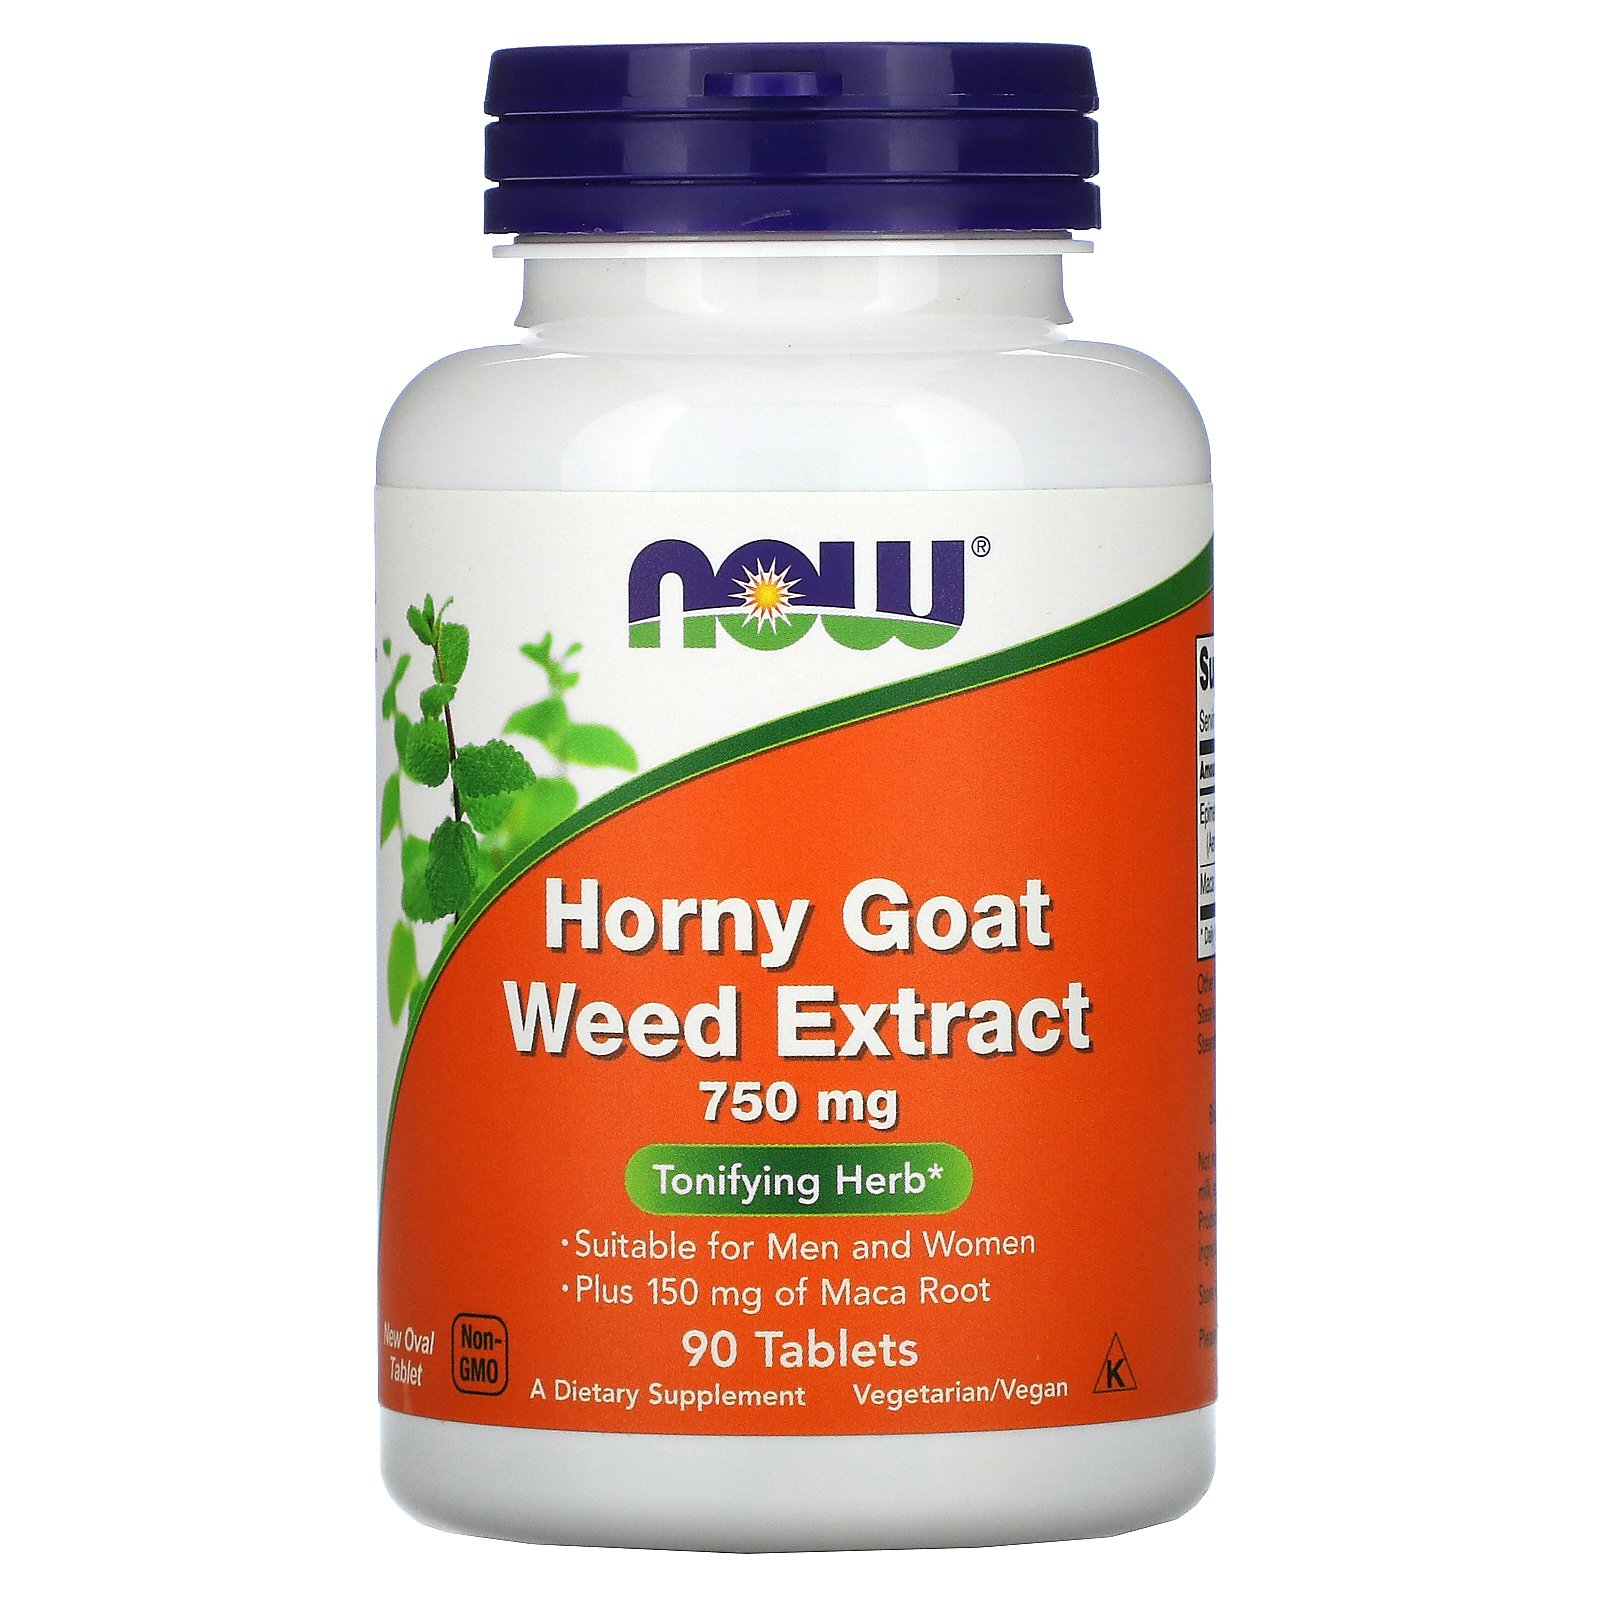 now®
Horny Goat
Weed Extract
750 mg
Tonifying Herb*
•Suitable for Men and Women
•Plus 150 mg of Maca Root
90 Tablets
New Oval
Tablet
Non-
GMO
A Dietary Supplement
Vegetarian/Vegan
K